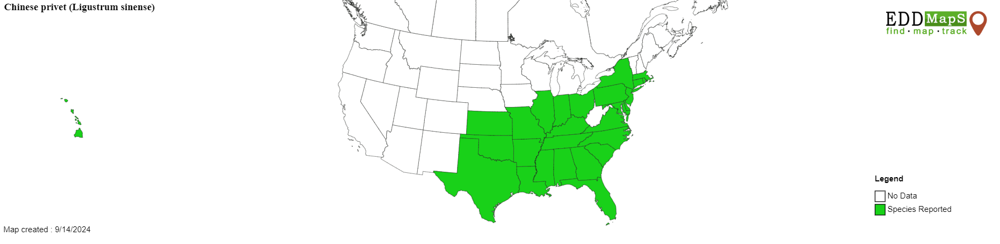 Chinese privet (Ligustrum sinense)
EDDMapS
find · map · track
Legend
No Data
Species Reported
Map created : 9/14/2024